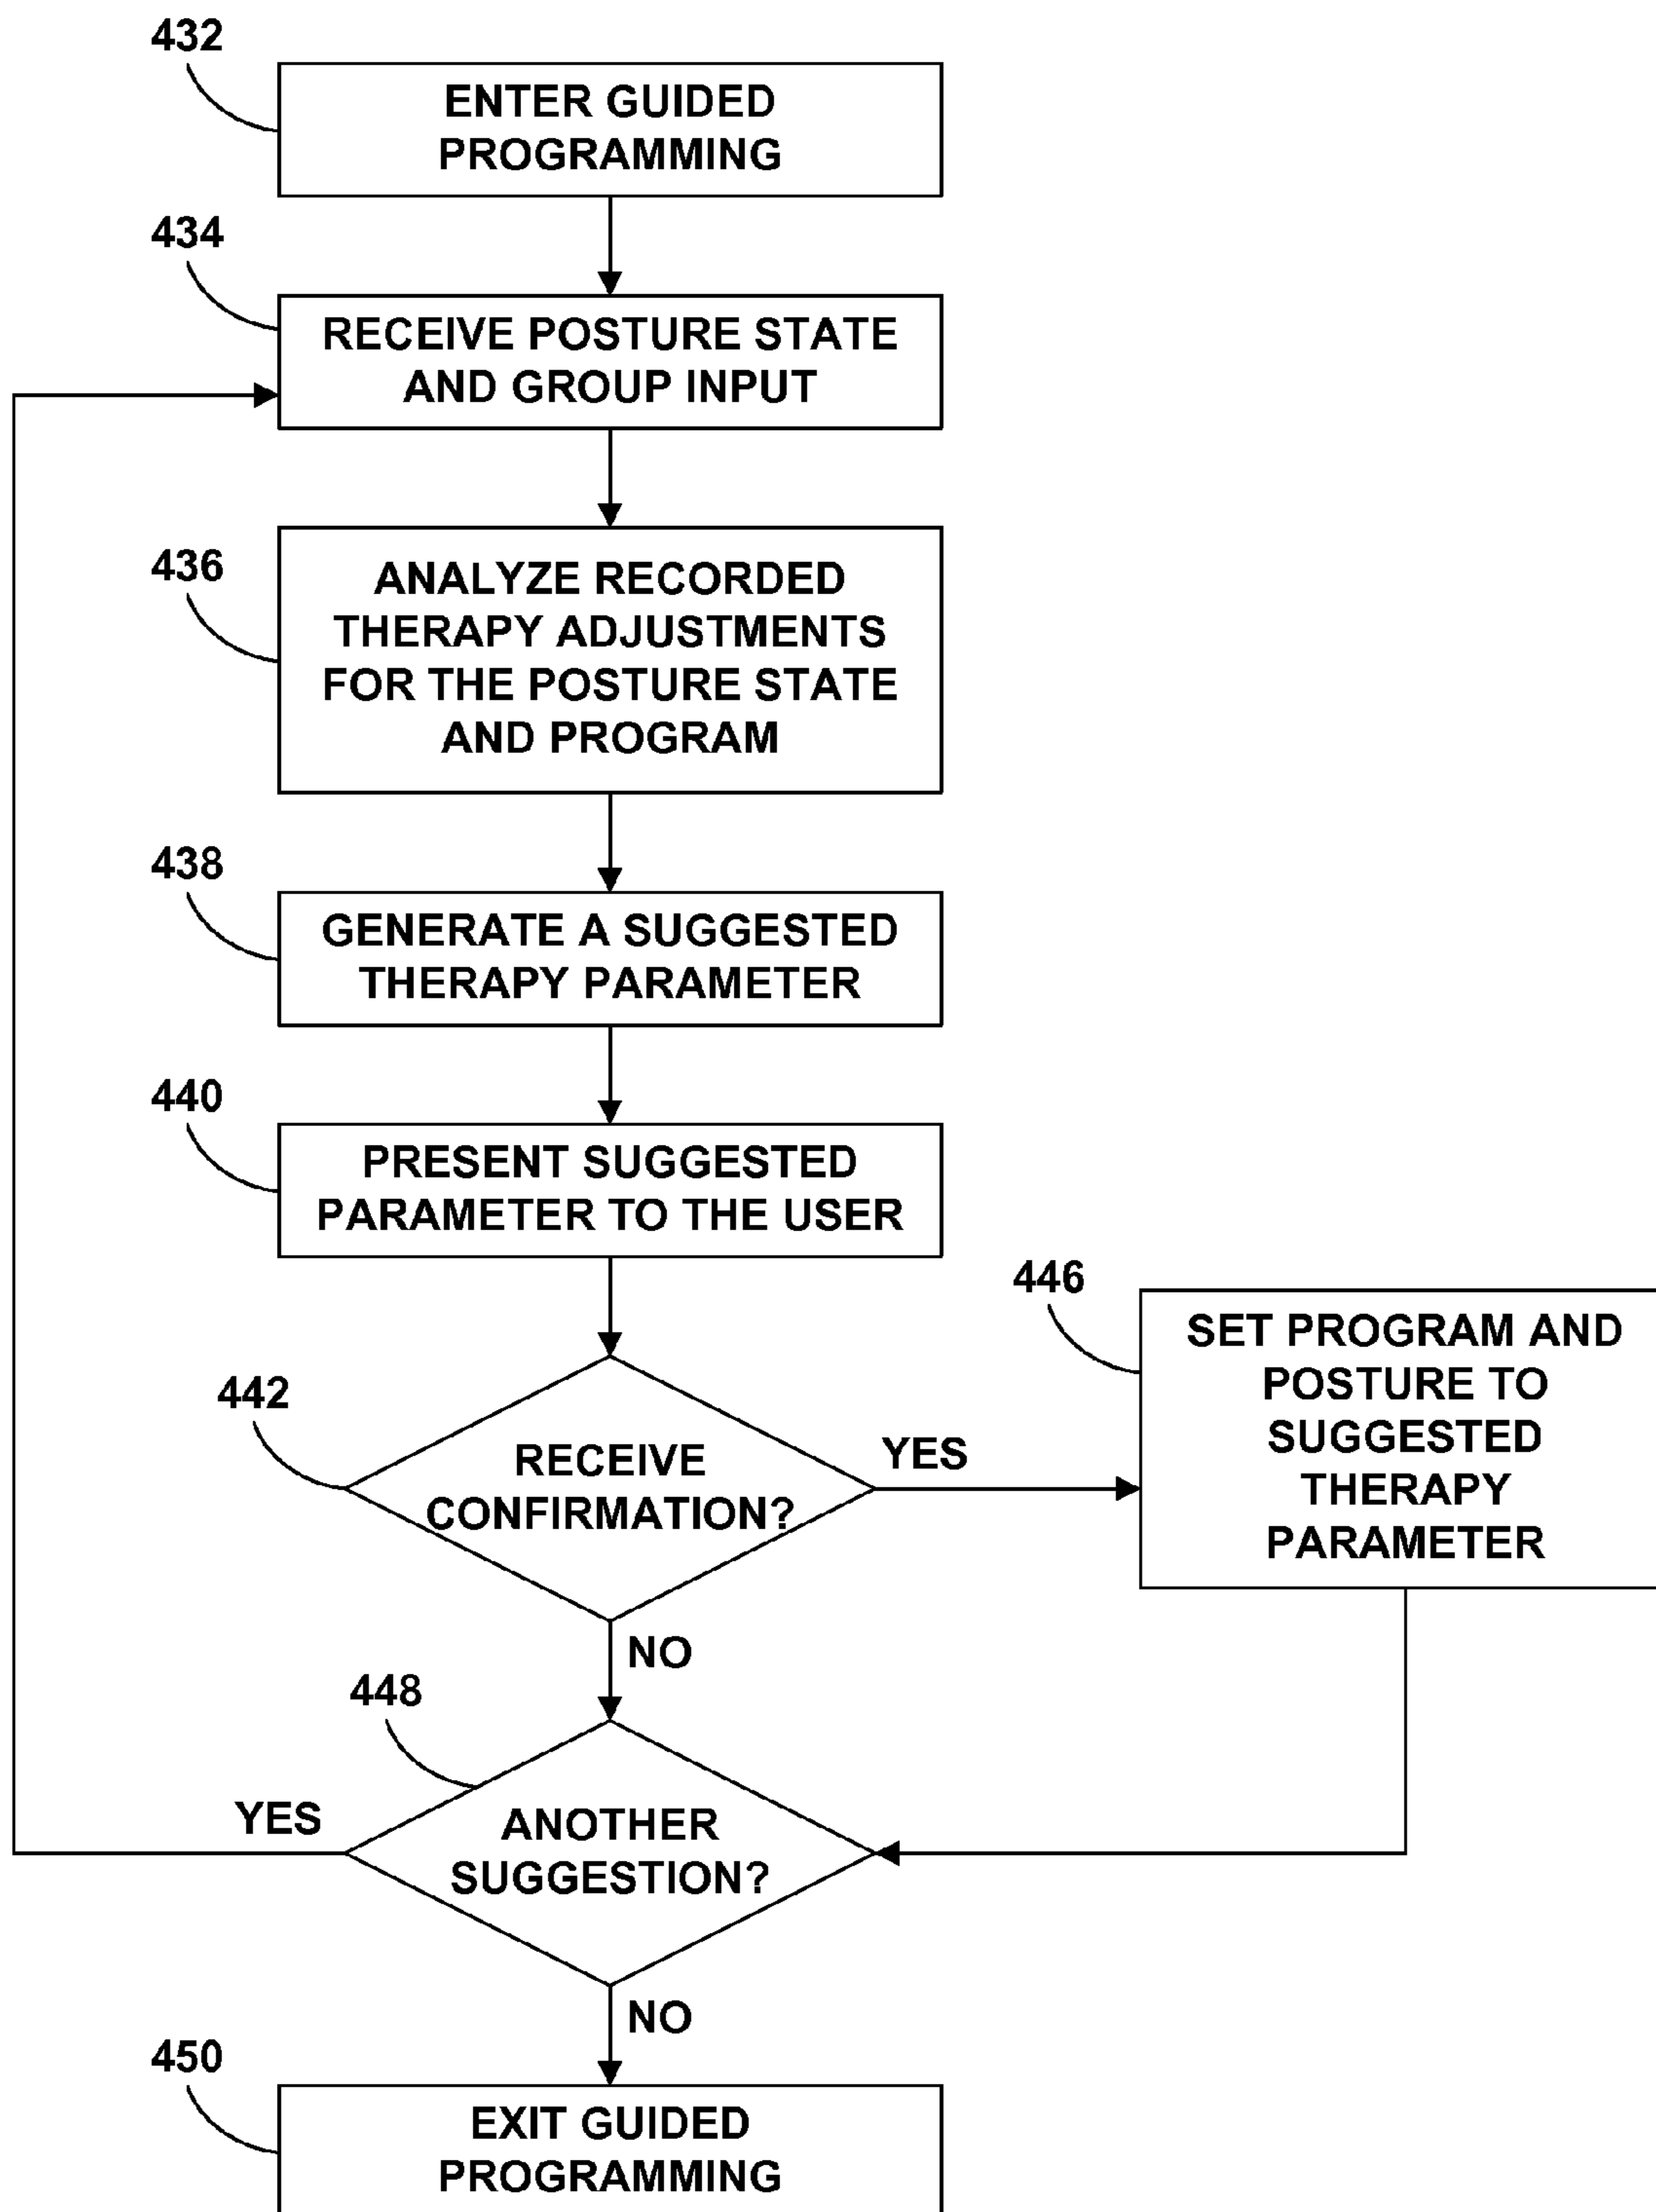 432
ENTER GUIDED
PROGRAMMING
434
RECEIVE POSTURE STATE
AND GROUP INPUT
436
ANALYZE RECORDED
THERAPY ADJUSTMENTS
FOR THE POSTURE STATE
AND PROGRAM
438
GENERATE A SUGGESTED
THERAPY PARAMETER
440
PRESENT SUGGESTED
PARAMETER TO THE USER
442
RECEIVE
CONFIRMATION?
YES
446
SET PROGRAM AND
POSTURE TO
SUGGESTED
THERAPY
PARAMETER
NO
448
ANOTHER
SUGGESTION?
YES
NO
450
EXIT GUIDED
PROGRAMMING